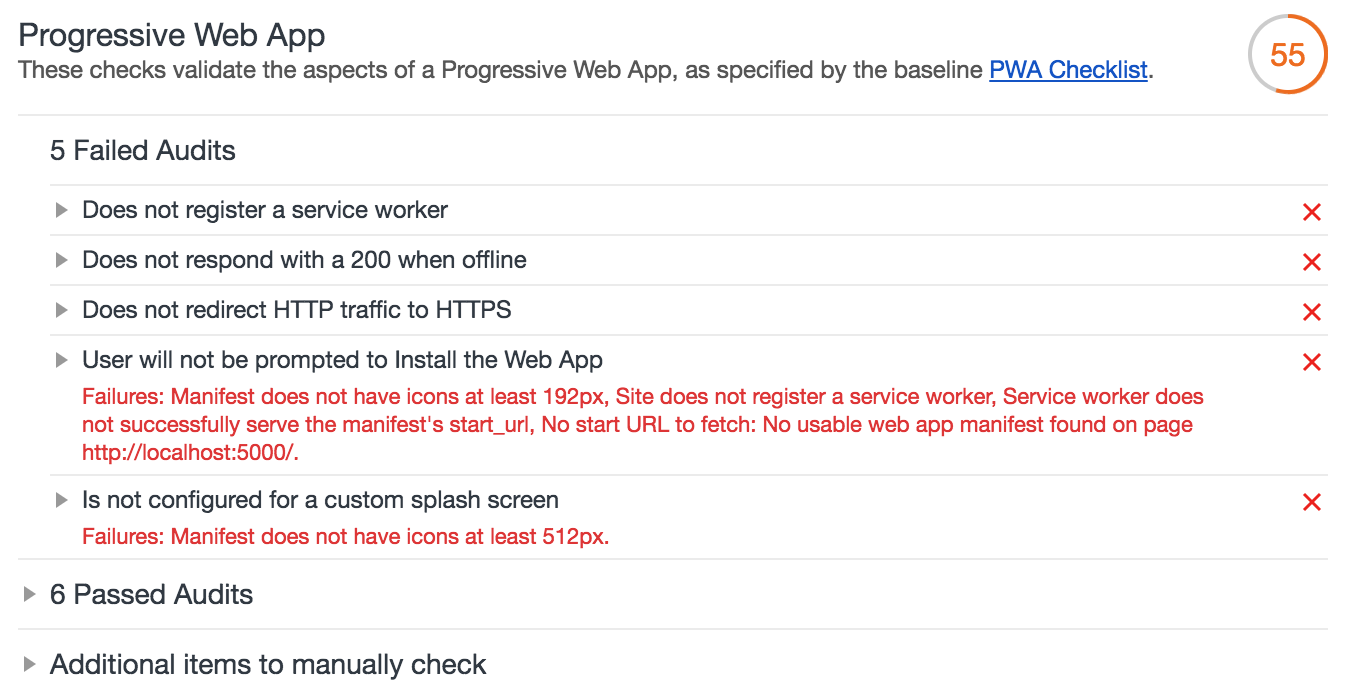 Progressive Web App
55
These checks validate the aspects of a Progressive Web App, as specified by the baseline PWA Checklist.
5 Failed Audits
Does not register a service worker
Does not respond with a 200 when offline
Does not redirect HTTP traffic to HTTPS
User will not be prompted to Install the Web App
Failures: Manifest does not have icons at least 192px, Site does not register a service worker, Service worker does
not successfully serve the manifest's start_url, No start URL to fetch: No usable web app manifest found on page
http://localhost:5000/.
Is not configured for a custom splash screen
Failures: Manifest does not have icons at least 512px.
6 Passed Audits
Additional items to manually check